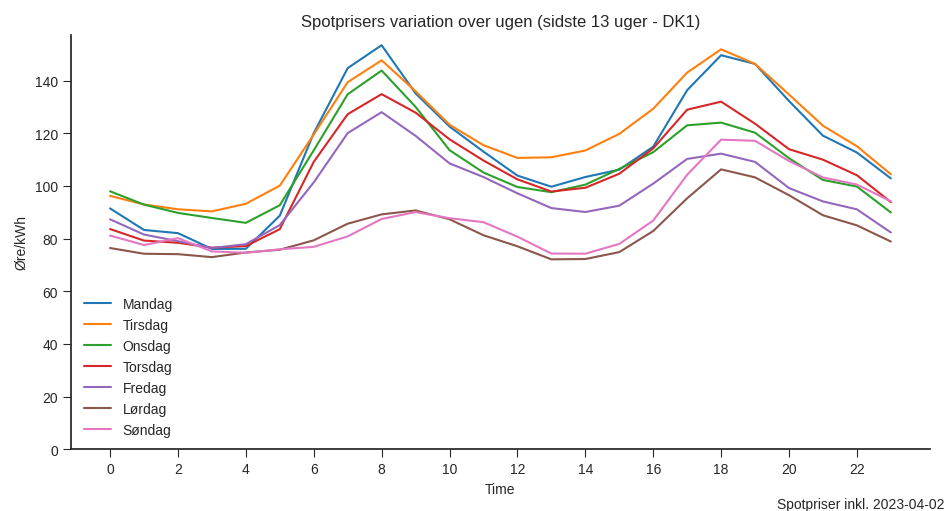 Spotprisers variation over ugen (sidste 13 uger - DK1)
Øre/kWh
140
120
100
80
60
40
20
0
Mandag
Tirsdag
Onsdag
Torsdag
Fredag
Lørdag
Søndag
0 2 4 6 8 10 12 14 16 18 20 22
Time
Spotpriser inkl. 2023-04-02